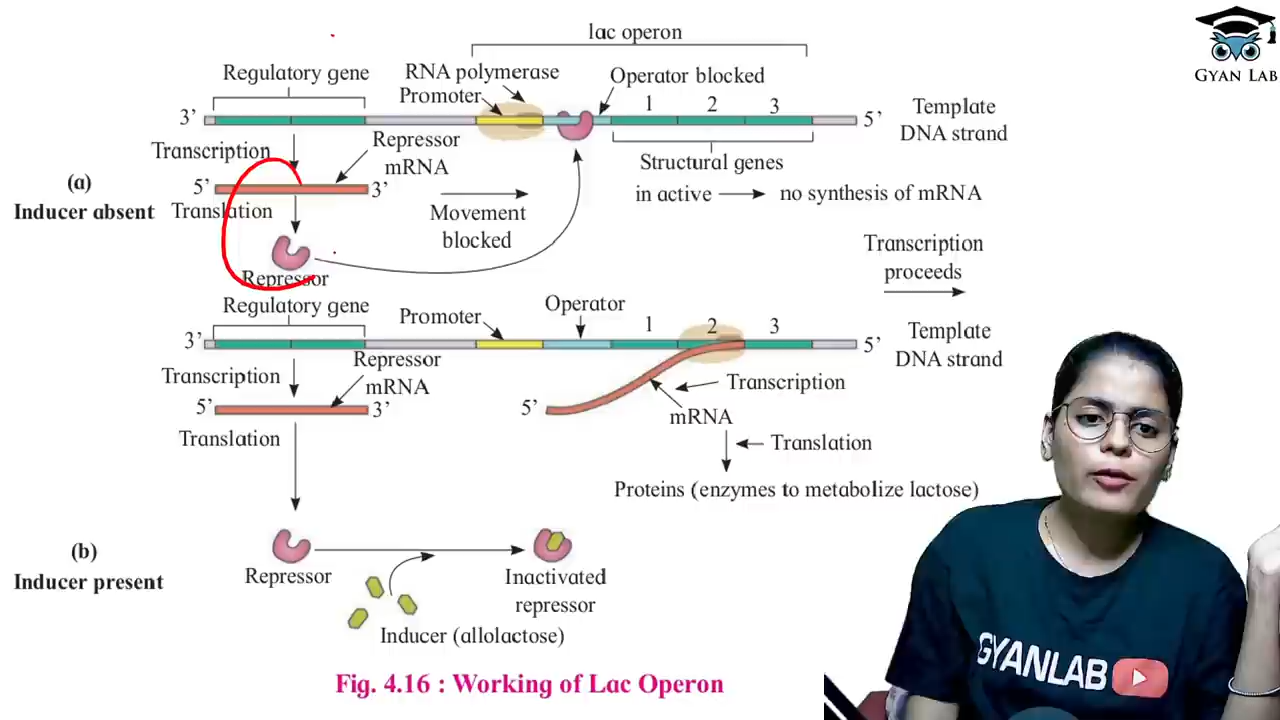 lac operon
Regulatory gene
RNA polymerase
Promoter
Operator blocked
1 2 3
3’
5’
Template
DNA strand
Transcription
Repressor
mRNA
Structural genes
(a)
Inducer absent
5’
3’
Translation
Movement
blocked
in active
no synthesis of mRNA
Repressor
Transcription
proceeds
Regulatory gene
Promoter
Operator
1 2 3
3’
5’
Template
DNA strand
Transcription
Repressor
mRNA
5’
3’
5’
mRNA
Transcription
Translation
Translation
Proteins (enzymes to metabolize lactose)
(b)
Inducer present
Repressor
Inactivated
repressor
Inducer (allolactose)
Fig. 4.16 : Working of Lac Operon
GYAN LAB
GYANLAB